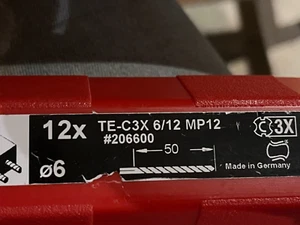 12x TE-C3X 6/12 MP12
#206600
3X
50
ø6
Made in Germany